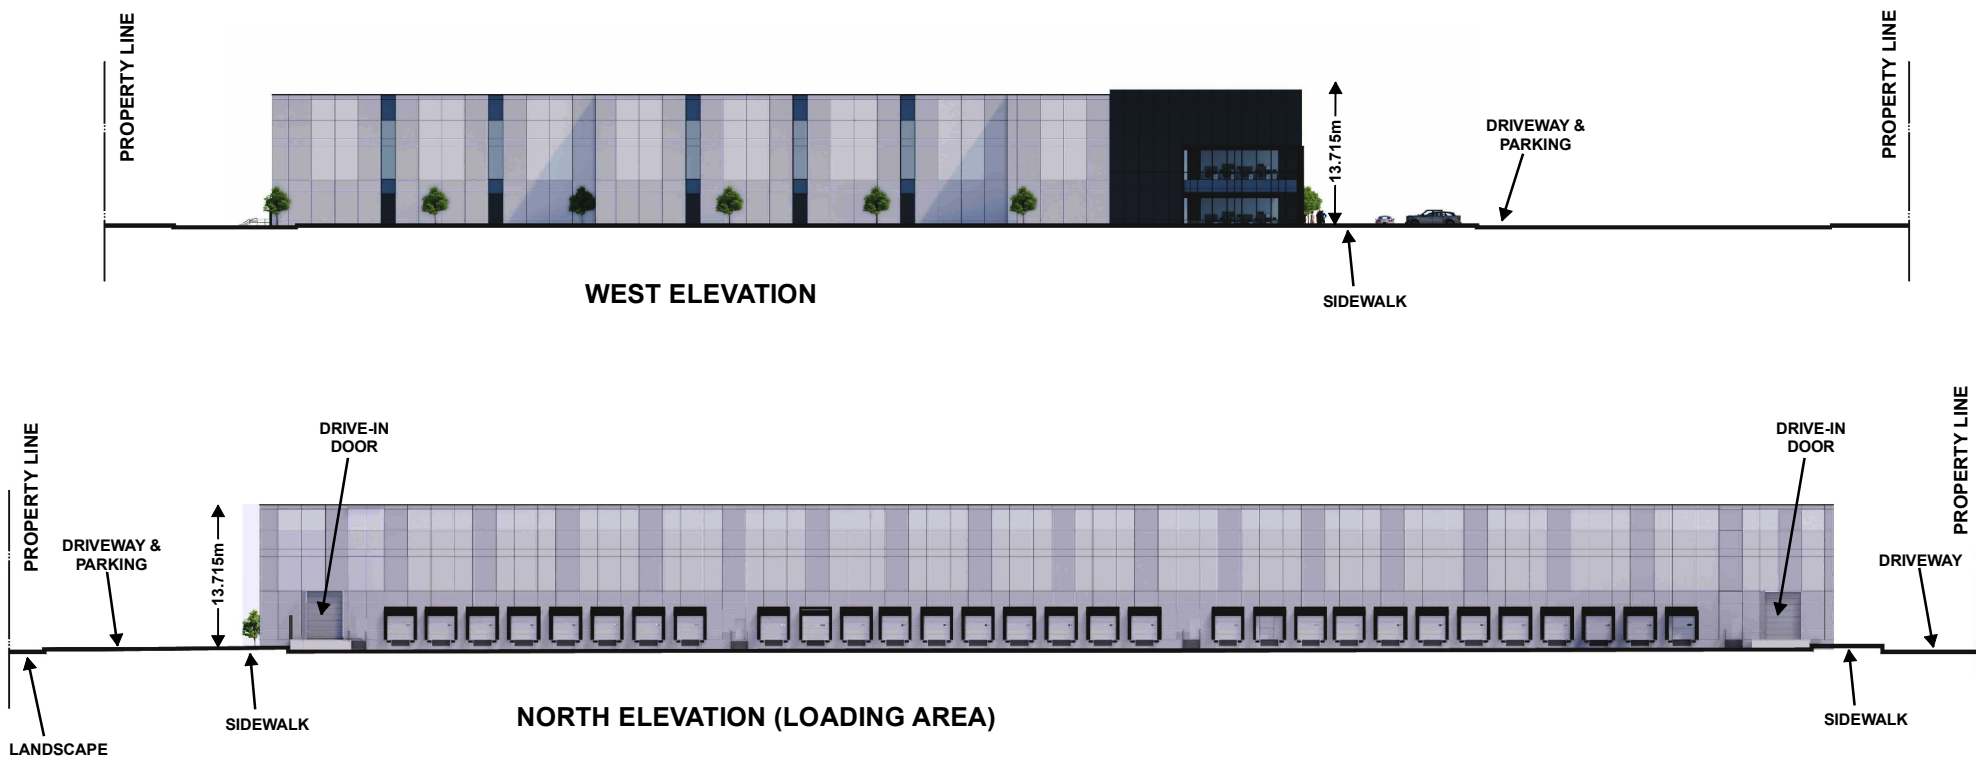 PROPERTY LINE
PROPERTY LINE
13.715m
DRIVEWAY &
PARKING
SIDEWALK
WEST ELEVATION
PROPERTY LINE
DRIVE-IN
DOOR
DRIVE-IN
DOOR
PROPERTY LINE
DRIVEWAY &
PARKING
13.715m
DRIVEWAY
SIDEWALK
SIDEWALK
LANDSCAPE
NORTH ELEVATION (LOADING AREA)